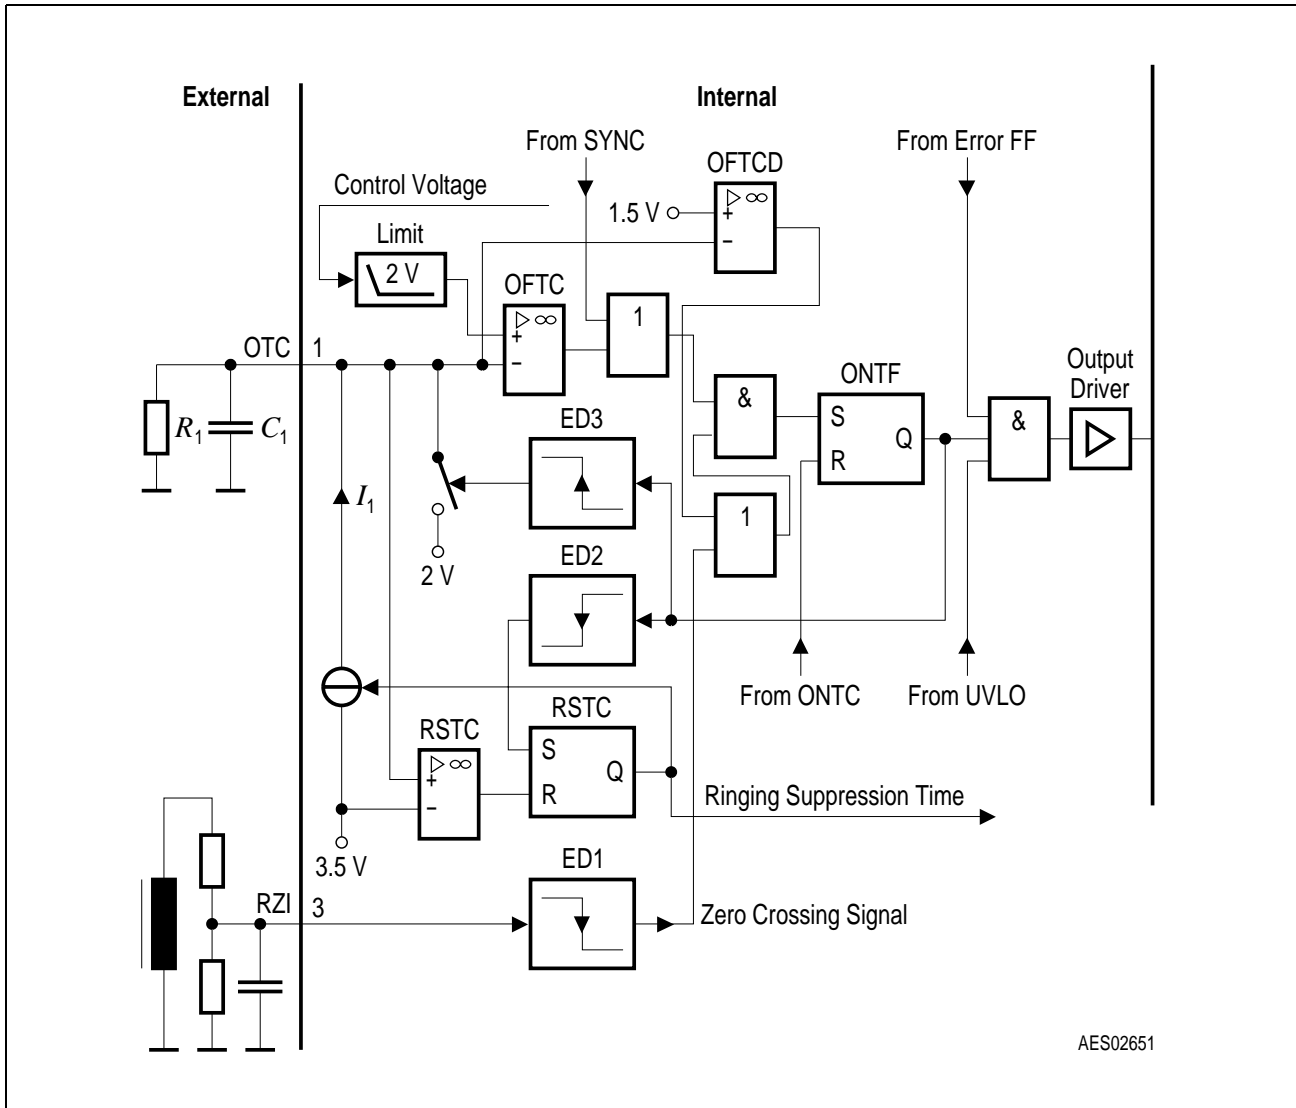 External
Internal
From SYNC
From Error FF
OFTCD
Control Voltage
1.5 V
▷ ∞
+
−
Limit
2 V
OFTC
▷ ∞
+
−
1
OTC
1
ONTF
Output
Driver
R1
C1
ED3
&
S
R
Q
&
▷
I1
1
2 V
ED2
From ONTC
From UVLO
RSTC
RSTC
▷ ∞
+
−
S
R
Q
Ringing Suppression Time
3.5 V
ED1
RZI
3
Zero Crossing Signal
AES02651